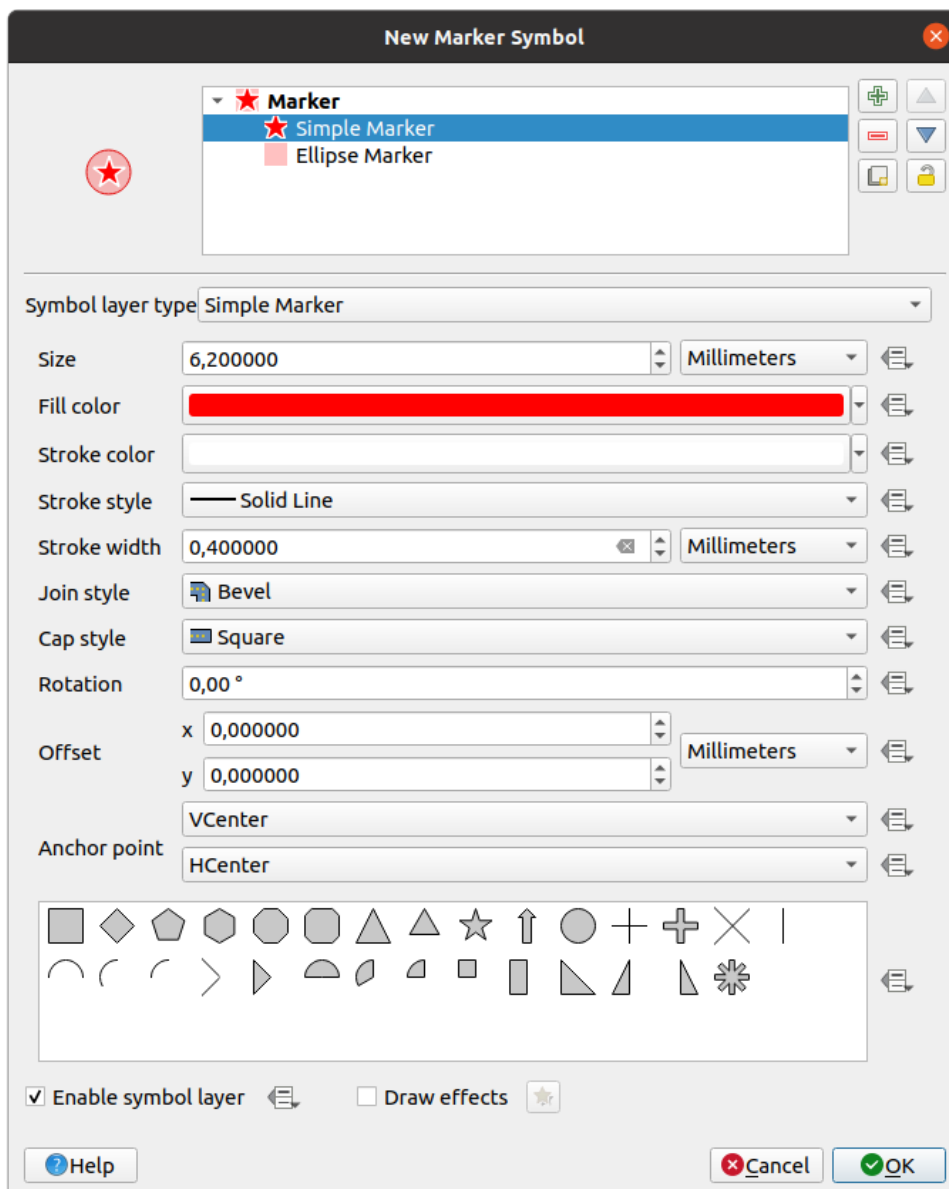 New Marker Symbol
Marker
Simple Marker
Ellipse Marker
Symbol layer type Simple Marker
Size 6,200000 Millimeters
Fill color
Stroke color
Stroke style Solid Line
Stroke width 0,400000 Millimeters
Join style Bevel
Cap style Square
Rotation 0,00 °
Offset x 0,000000 Millimeters
y 0,000000
Anchor point VCenter
HCenter
Enable symbol layer Draw effects
Help Cancel OK